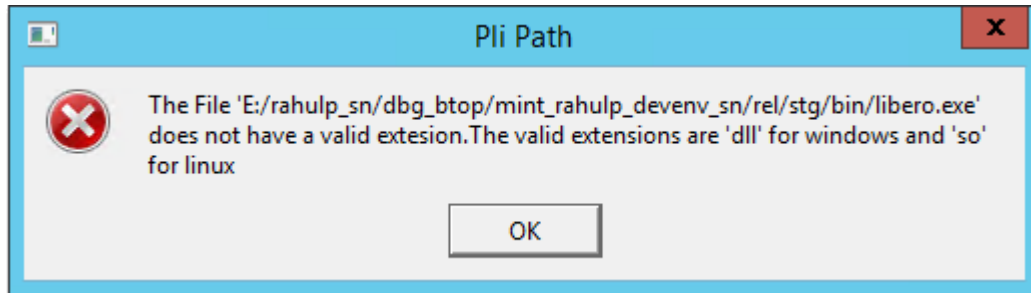 Pli Path
x
The File 'E:/rahulp_sn/dbg_btop/mint_rahulp_devenv_sn/rel/stg/bin/libero.exe'
does not have a valid extesion.The valid extensions are 'dll' for windows and 'so'
for linux
OK